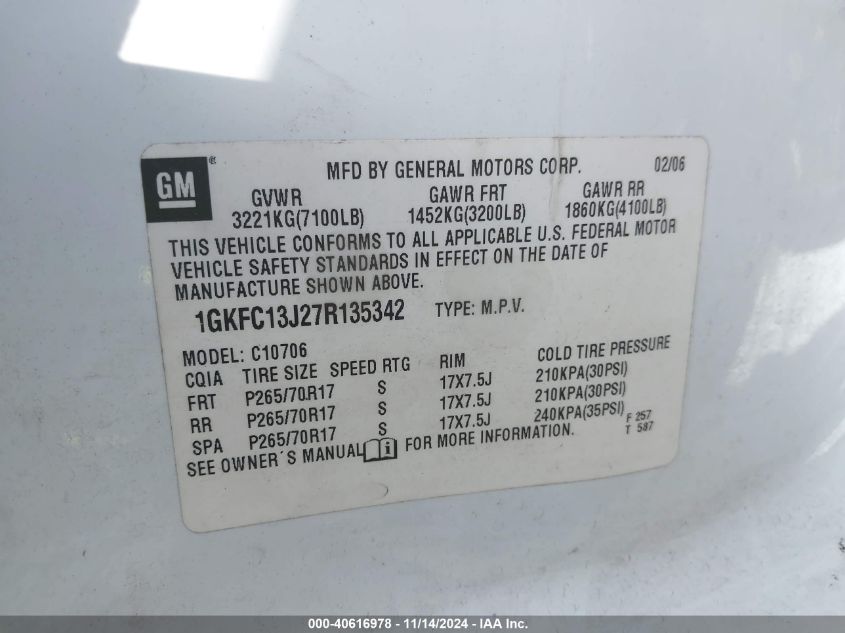 GM®
MFD BY GENERAL MOTORS CORP. 02/06
GVWR GAWR FRT GAWR RR
3221KG(7100LB) 1452KG(3200LB) 1860KG(4100LB)
THIS VEHICLE CONFORMS TO ALL APPLICABLE U.S. FEDERAL MOTOR
VEHICLE SAFETY STANDARDS IN EFFECT ON THE DATE OF
MANUFACTURE SHOWN ABOVE.
1GKFC13J27R135342 TYPE: M.P.V.
MODEL: C10706
CQIA TIRE SIZE SPEED RTG RIM COLD TIRE PRESSURE
FRT P265/70R17 S 17X7.5J 210KPA(30PSI)
RR P265/70R17 S 17X7.5J 210KPA(30PSI)
SPA P265/70R17 S 17X7.5J 240KPA(35PSI)
F 257
T 587
SEE OWNER´S MANUAL i FOR MORE INFORMATION.
000-40616978 - 11/14/2024 - IAA Inc.